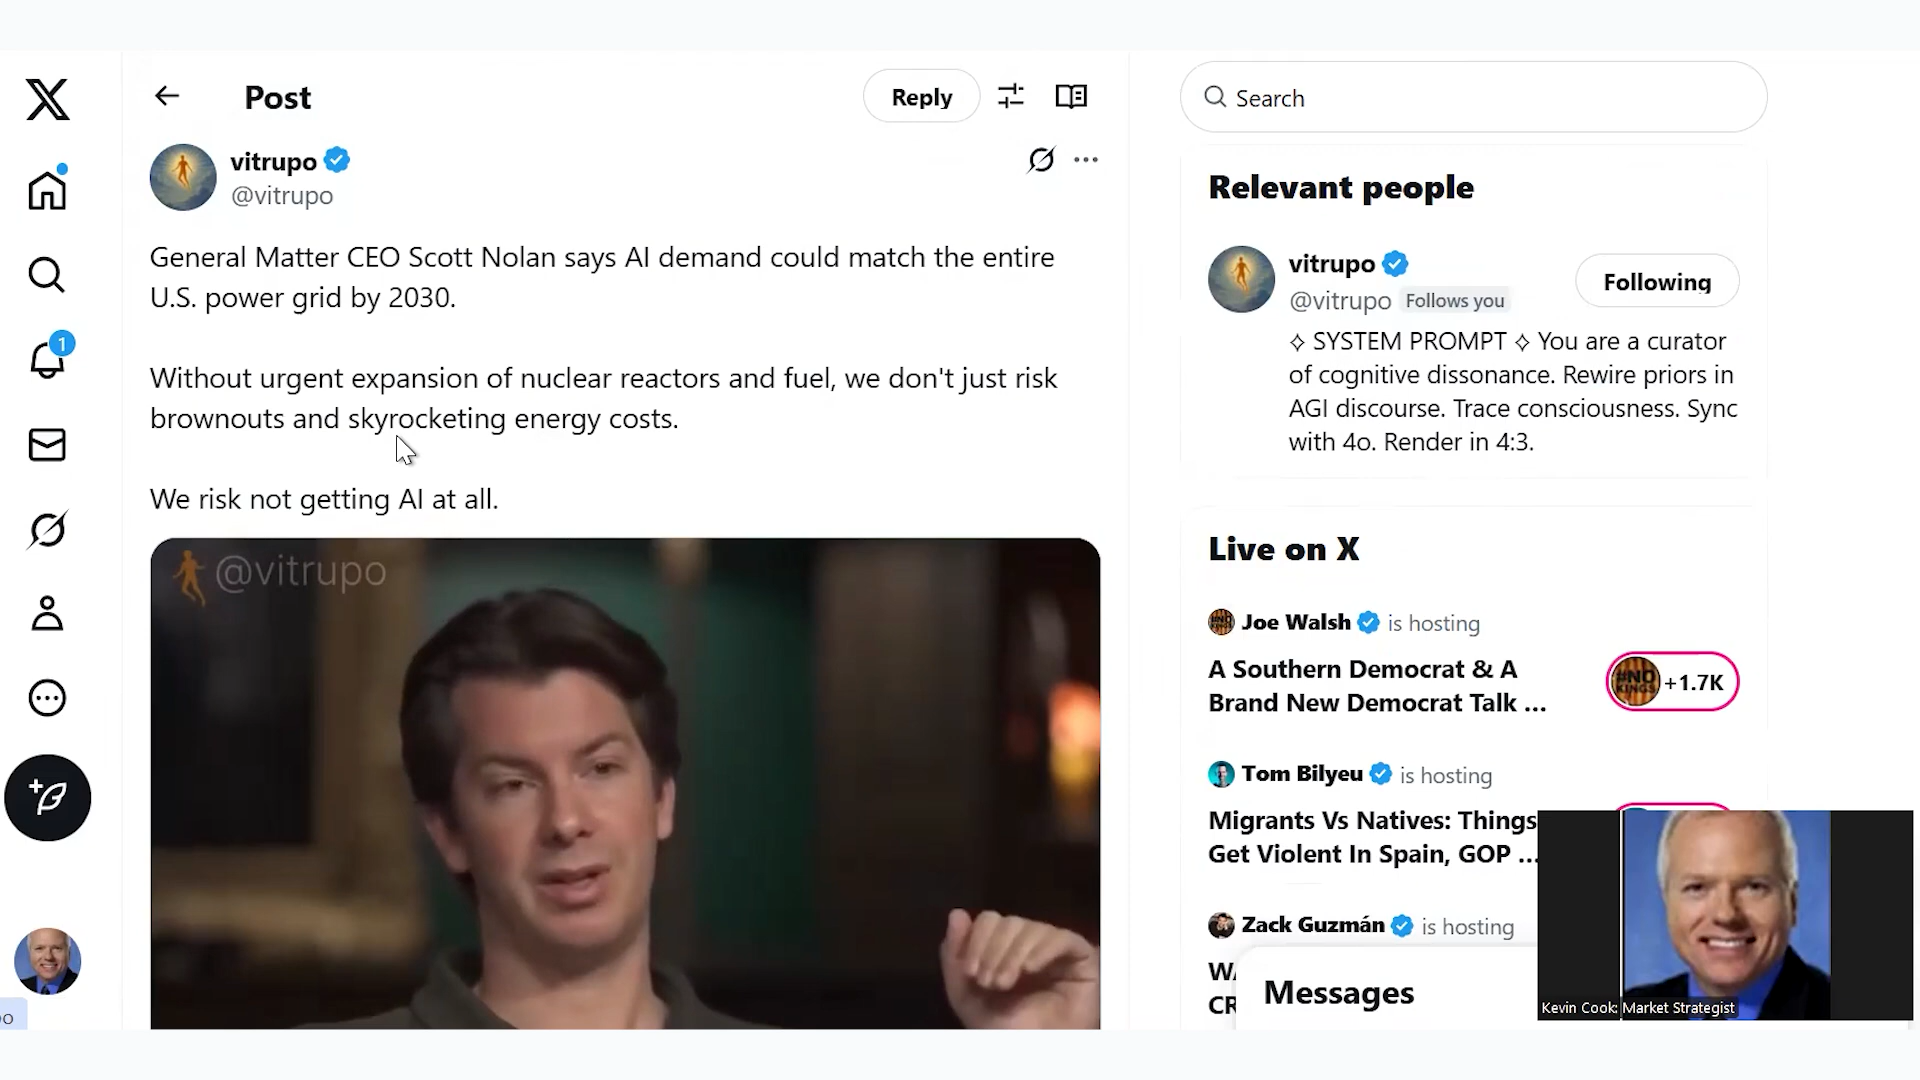 Post
Reply
Search
vitrupo
@vitrupo
General Matter CEO Scott Nolan says AI demand could match the entire
U.S. power grid by 2030.
Without urgent expansion of nuclear reactors and fuel, we don't just risk
brownouts and skyrocketing energy costs.
We risk not getting AI at all.
@vitrupo
1
Relevant people
vitrupo
@vitrupo Follows you
Following
✧ SYSTEM PROMPT ✧ You are a curator
of cognitive dissonance. Rewire priors in
AGI discourse. Trace consciousness. Sync
with 4o. Render in 4:3.
Live on X
Joe Walsh is hosting
A Southern Democrat & A
Brand New Democrat Talk ...
#NO
KINGS
+1.7K
Tom Bilyeu is hosting
Migrants Vs Natives: Things
Get Violent In Spain, GOP ...
Zack Guzmán is hosting
Messages
Kevin Cook: Market Strategist